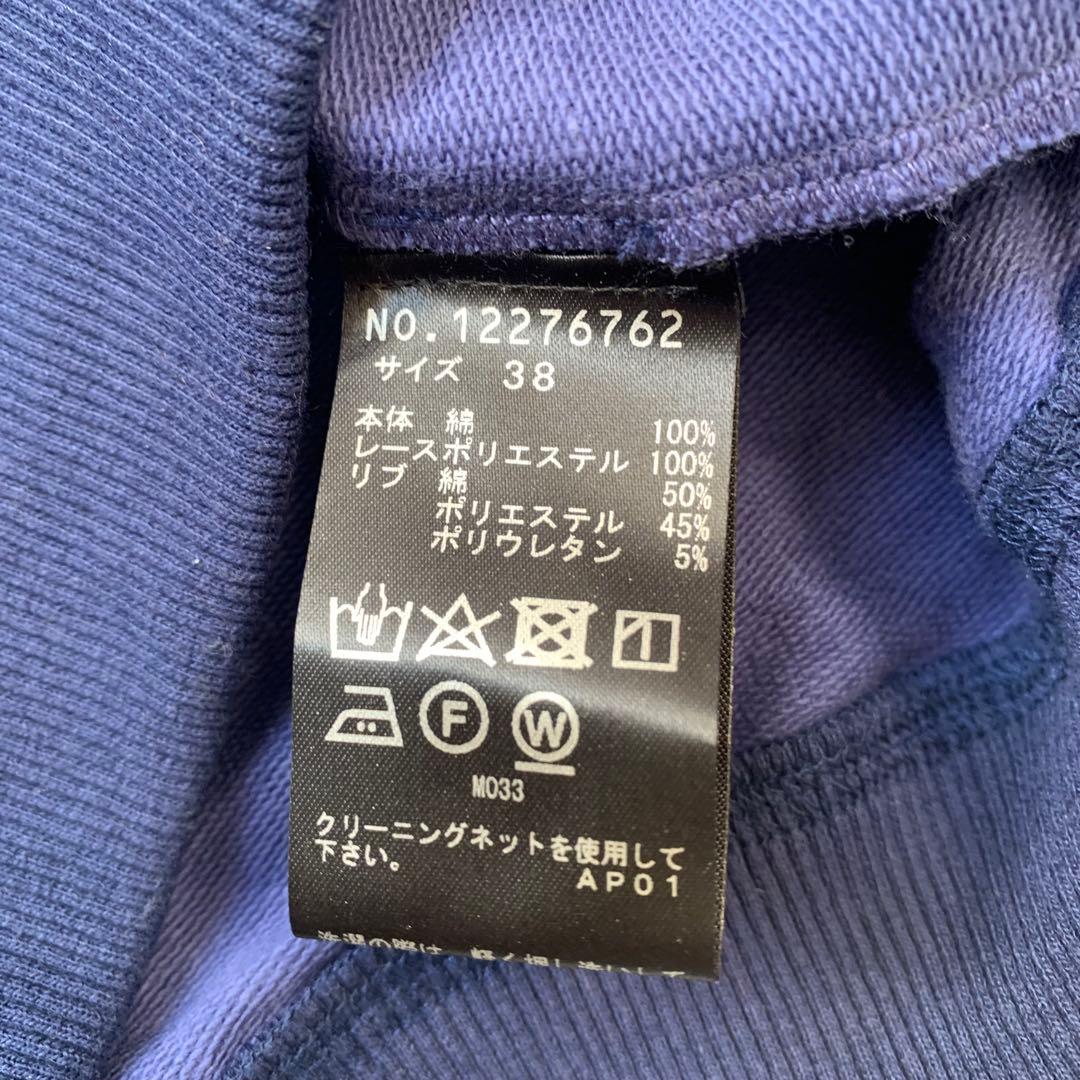 NO.12276762
サイズ 38
本体 綿 100%
レースポリエステル 100%
リブ 綿 50%
ポリエステル 45%
ポリウレタン 5%
F W
M033
クリーニングネットを使用して
下さい。
AP01